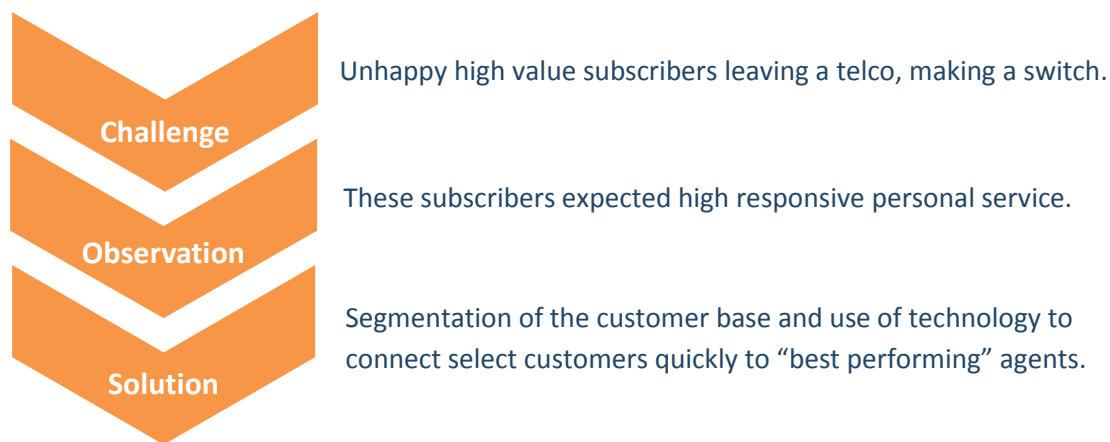 Unhappy high value subscribers leaving a telco, making a switch.
Challenge
These subscribers expected high responsive personal service.
Observation
Segmentation of the customer base and use of technology to
connect select customers quickly to “best performing” agents.
Solution